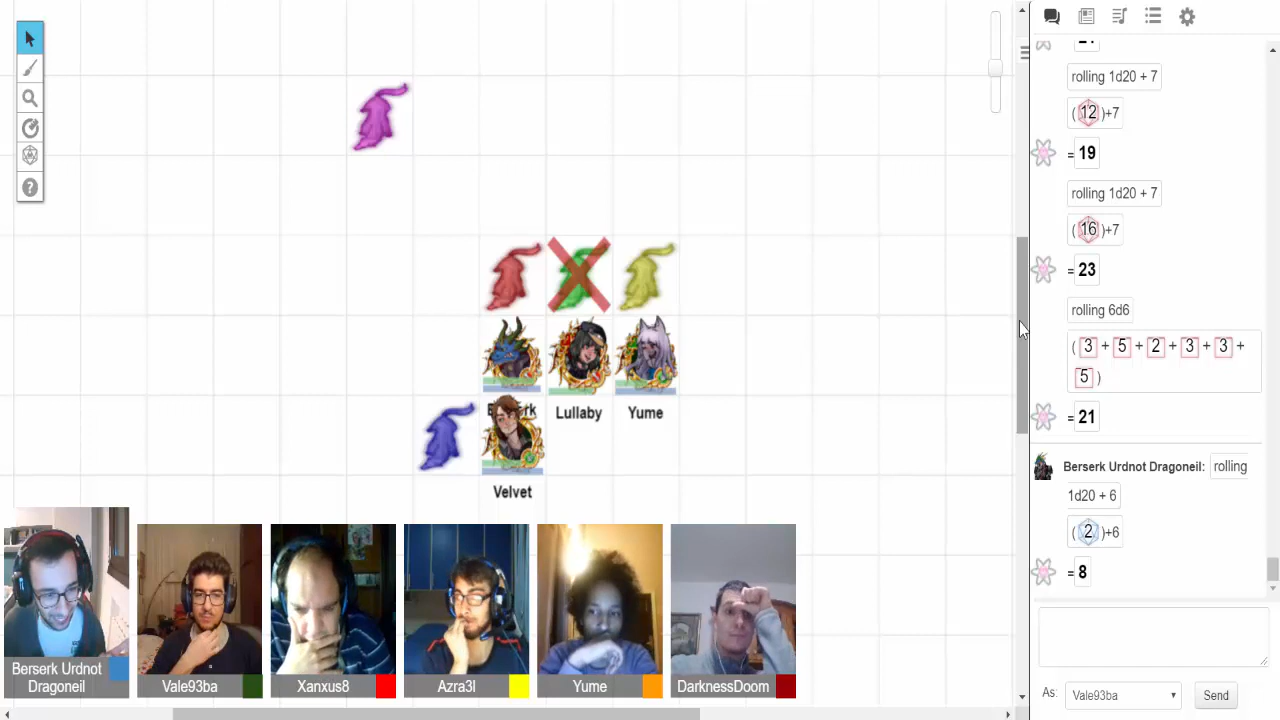 rolling 1d20 + 7
(12)+7
= 19
rolling 1d20 + 7
(16)+7
= 23
rolling 6d6
(3 + 5 + 2 + 3 + 3 +
5)
= 21
Berserk Urdnot Dragoneil: rolling
1d20 + 6
(2)+6
= 8
Lullaby
Yume
Velvet
Berserk Urdnot
Dragoneil
Vale93ba
Xanxus8
Azra3l
Yume
DarknessDoom
As:
Vale93ba
Send